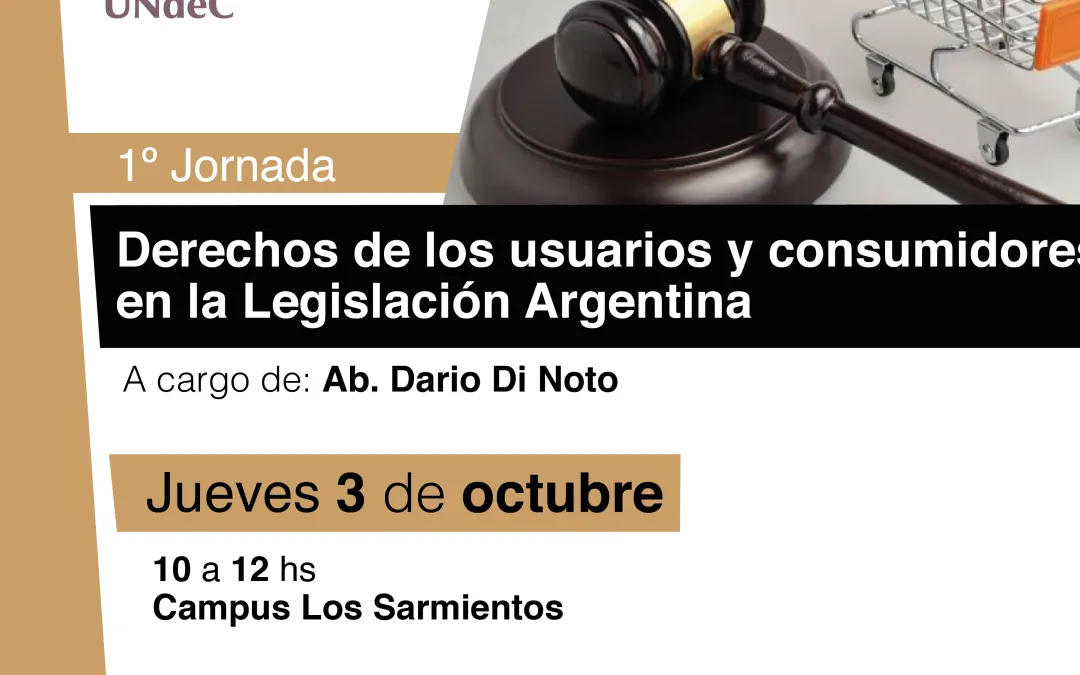 UNdeC
1º Jornada
Derechos de los usuarios y consumidores
en la Legislación Argentina
A cargo de: Ab. Dario Di Noto
Jueves 3 de octubre
10 a 12 hs
Campus Los Sarmientos